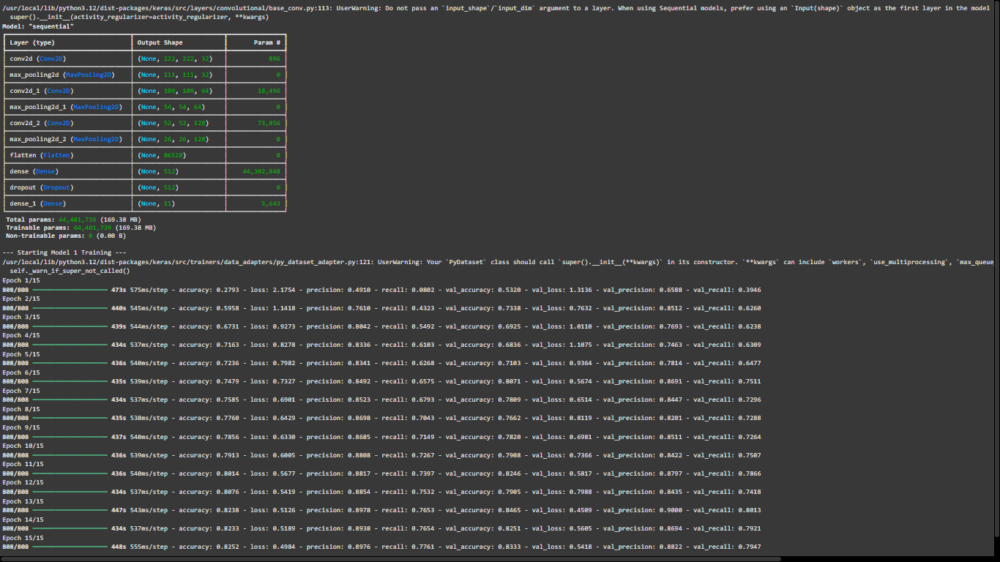 /usr/local/lib/python3.12/dist-packages/keras/src/layers/convolutional/base_conv.py:113: UserWarning: Do not pass an `input_shape`/`input_dim` argument to a layer. When using Sequential models, prefer using an `Input(shape)` object as the first layer in the model
super().__init__(activity_regularizer=activity_regularizer, **kwargs)
Model: "sequential"
Layer (type) Output Shape Param #
conv2d (Conv2D) (None, 222, 222, 32) 896
max_pooling2d (MaxPooling2D) (None, 111, 111, 32) 0
conv2d_1 (Conv2D) (None, 109, 109, 64) 18,496
max_pooling2d_1 (MaxPooling2D) (None, 54, 54, 64) 0
conv2d_2 (Conv2D) (None, 52, 52, 128) 73,856
max_pooling2d_2 (MaxPooling2D) (None, 26, 26, 128) 0
flatten (Flatten) (None, 86528) 0
dense (Dense) (None, 512) 44,302,848
dropout (Dropout) (None, 512) 0
dense_1 (Dense) (None, 11) 5,643
Total params: 44,401,739 (169.38 MB)
Trainable params: 44,401,739 (169.38 MB)
Non-trainable params: 0 (0.00 B)
--- Starting Model 1 Training ---
/usr/local/lib/python3.12/dist-packages/keras/src/trainers/data_adapters/py_dataset_adapter.py:121: UserWarning: Your `PyDataset` class should call `super().__init__(**kwargs)` in its constructor. `**kwargs` can include `workers`, `use_multiprocessing`, `max_queue
self._warn_if_super_not_called()
Epoch 1/15
808/808 473s 575ms/step - accuracy: 0.2793 - loss: 2.1754 - precision: 0.4910 - recall: 0.0802 - val_accuracy: 0.5320 - val_loss: 1.3136 - val_precision: 0.6588 - val_recall: 0.3946
Epoch 2/15
808/808 440s 545ms/step - accuracy: 0.5958 - loss: 1.1418 - precision: 0.7610 - recall: 0.4323 - val_accuracy: 0.7338 - val_loss: 0.7632 - val_precision: 0.8512 - val_recall: 0.6260
Epoch 3/15
808/808 439s 544ms/step - accuracy: 0.6731 - loss: 0.9273 - precision: 0.8042 - recall: 0.5492 - val_accuracy: 0.6925 - val_loss: 1.0110 - val_precision: 0.7693 - val_recall: 0.6238
Epoch 4/15
808/808 434s 537ms/step - accuracy: 0.7163 - loss: 0.8278 - precision: 0.8336 - recall: 0.6103 - val_accuracy: 0.6836 - val_loss: 1.1075 - val_precision: 0.7463 - val_recall: 0.6309
Epoch 5/15
808/808 436s 540ms/step - accuracy: 0.7236 - loss: 0.7982 - precision: 0.8341 - recall: 0.6268 - val_accuracy: 0.7103 - val_loss: 0.9364 - val_precision: 0.7814 - val_recall: 0.6477
Epoch 6/15
808/808 435s 539ms/step - accuracy: 0.7479 - loss: 0.7327 - precision: 0.8492 - recall: 0.6575 - val_accuracy: 0.8071 - val_loss: 0.5674 - val_precision: 0.8691 - val_recall: 0.7511
Epoch 7/15
808/808 434s 537ms/step - accuracy: 0.7585 - loss: 0.6901 - precision: 0.8523 - recall: 0.6793 - val_accuracy: 0.7809 - val_loss: 0.6514 - val_precision: 0.8447 - val_recall: 0.7296
Epoch 8/15
808/808 435s 538ms/step - accuracy: 0.7760 - loss: 0.6429 - precision: 0.8698 - recall: 0.7043 - val_accuracy: 0.7662 - val_loss: 0.8119 - val_precision: 0.8201 - val_recall: 0.7288
Epoch 9/15
808/808 437s 540ms/step - accuracy: 0.7856 - loss: 0.6330 - precision: 0.8685 - recall: 0.7149 - val_accuracy: 0.7820 - val_loss: 0.6981 - val_precision: 0.8511 - val_recall: 0.7264
Epoch 10/15
808/808 436s 539ms/step - accuracy: 0.7913 - loss: 0.6005 - precision: 0.8808 - recall: 0.7267 - val_accuracy: 0.7908 - val_loss: 0.7366 - val_precision: 0.8422 - val_recall: 0.7507
Epoch 11/15
808/808 436s 540ms/step - accuracy: 0.8014 - loss: 0.5677 - precision: 0.8817 - recall: 0.7397 - val_accuracy: 0.8246 - val_loss: 0.5817 - val_precision: 0.8797 - val_recall: 0.7866
Epoch 12/15
808/808 434s 537ms/step - accuracy: 0.8076 - loss: 0.5419 - precision: 0.8854 - recall: 0.7532 - val_accuracy: 0.7905 - val_loss: 0.7988 - val_precision: 0.8435 - val_recall: 0.7418
Epoch 13/15
808/808 447s 543ms/step - accuracy: 0.8238 - loss: 0.5126 - precision: 0.8978 - recall: 0.7653 - val_accuracy: 0.8465 - val_loss: 0.4509 - val_precision: 0.9000 - val_recall: 0.8013
Epoch 14/15
808/808 434s 537ms/step - accuracy: 0.8233 - loss: 0.5189 - precision: 0.8938 - recall: 0.7654 - val_accuracy: 0.8251 - val_loss: 0.5605 - val_precision: 0.8694 - val_recall: 0.7921
Epoch 15/15
808/808 448s 555ms/step - accuracy: 0.8252 - loss: 0.4984 - precision: 0.8976 - recall: 0.7761 - val_accuracy: 0.8333 - val_loss: 0.5418 - val_precision: 0.8822 - val_recall: 0.7947